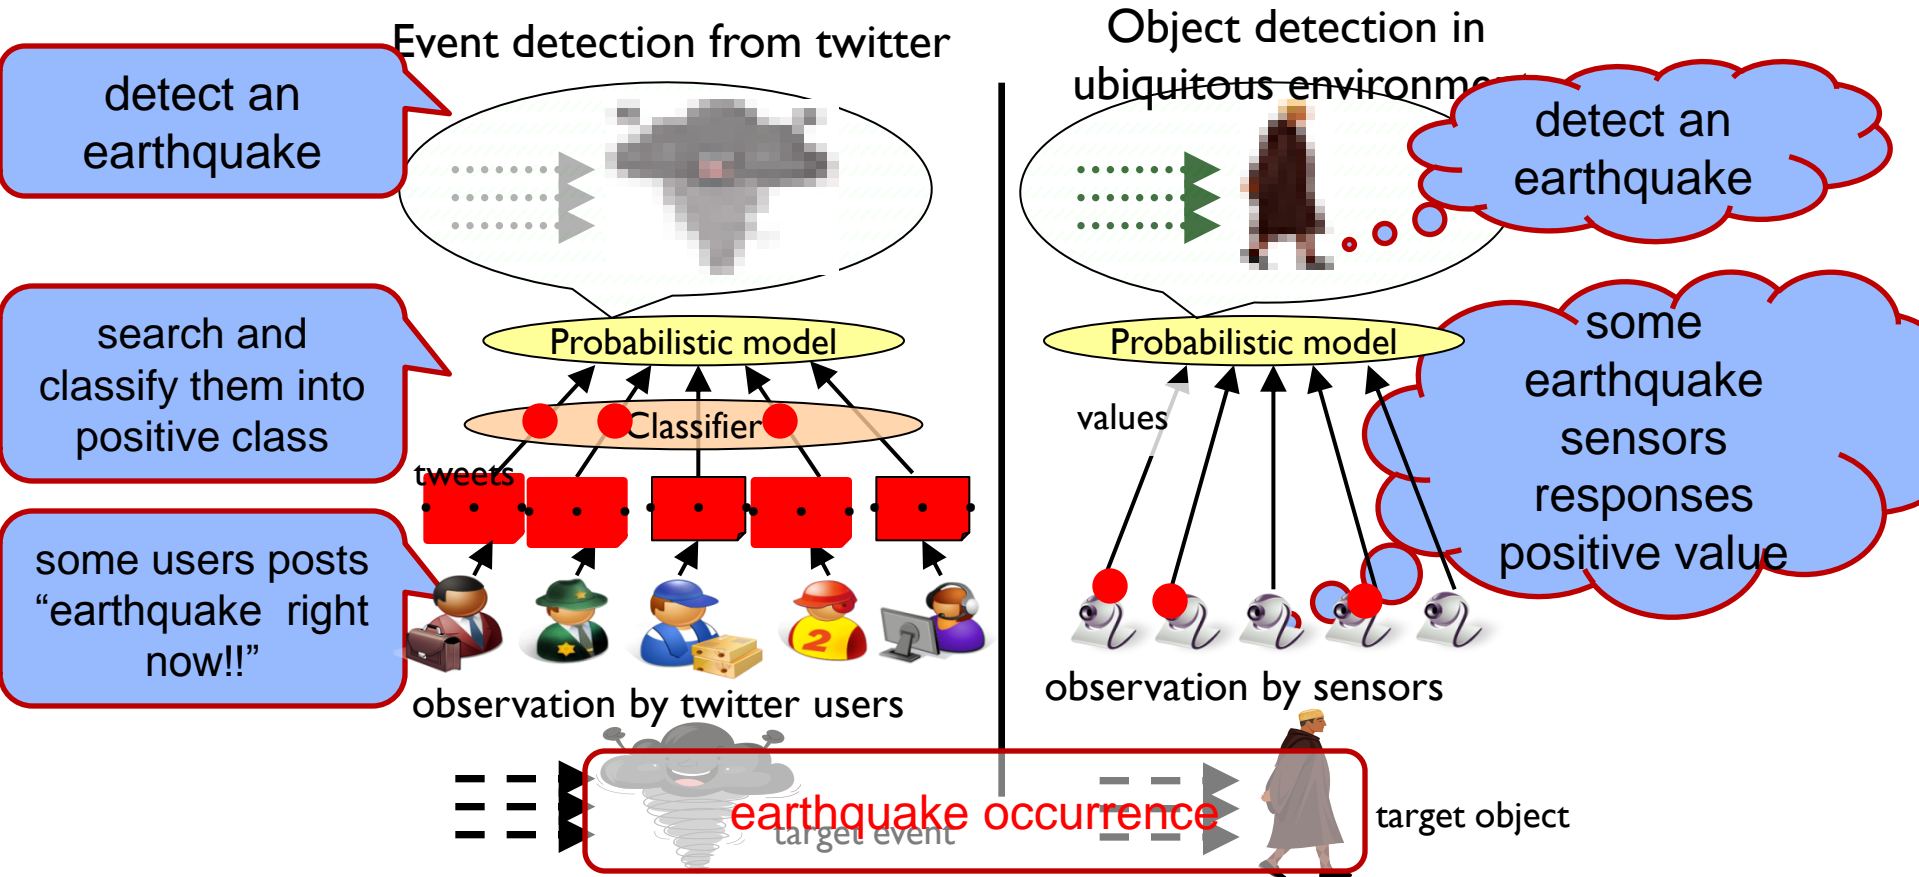 Event detection from twitter
Object detection in
ubiquitous environment
detect an
earthquake
detect an
earthquake
search and
classify them into
positive class
Probabilistic model
Probabilistic model
some
earthquake
sensors
responses
positive value
Classifier
values
tweets
some users posts
“earthquake right
now!!”
2
observation by twitter users
observation by sensors
earthquake occurrence
target event
target object